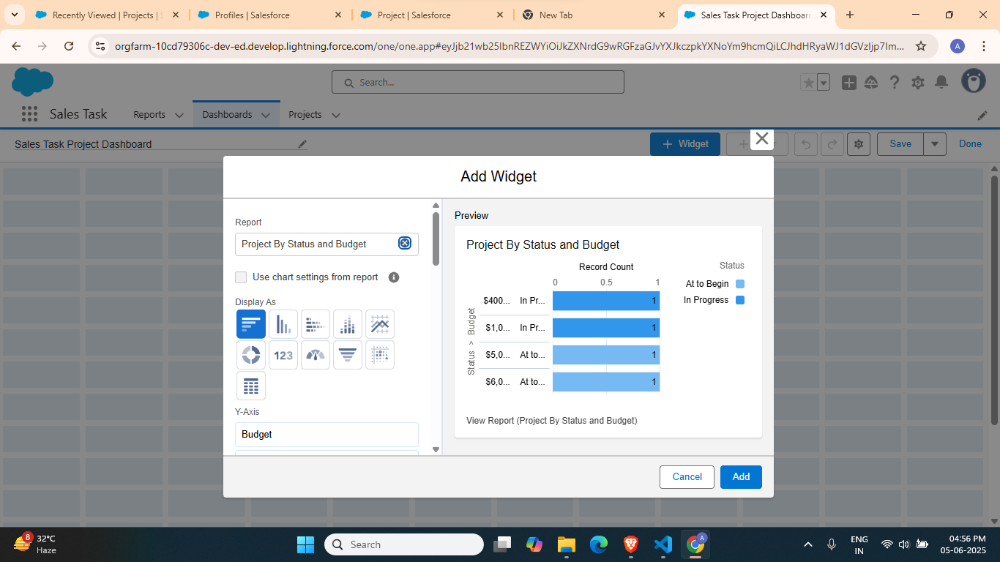 Recently Viewed | Projects | S
Profiles | Salesforce
Project | Salesforce
New Tab
Sales Task Project Dashboard
orgfarm-10cd79306c-dev-ed.develop.lightning.force.com/one/one.app#eyJjb21wb25lbnREZWYiOiJkZXNrdG9wRGFzaGJvYXJkczpkYXNoYm9hcmQiLCJhdHRyaWJ1dGVzIjp7Im...
A
Search...
Sales Task
Reports
Dashboards
Projects
Sales Task Project Dashboard
+ Widget
Save
Done
Add Widget
Report
Project By Status and Budget
Use chart settings from report
Display As
123
Y-Axis
Budget
Preview
Project By Status and Budget
Record Count
Status
0 0.5 1
At to Begin
In Progress
Status > Budget
$400... In Pr... 1
$1,0... In Pr... 1
$5,0... At to... 1
$6,0... At to... 1
View Report (Project By Status and Budget)
Cancel
Add
8
32°C
Haze
Search
A
ENG
IN
04:56 PM
05-06-2025